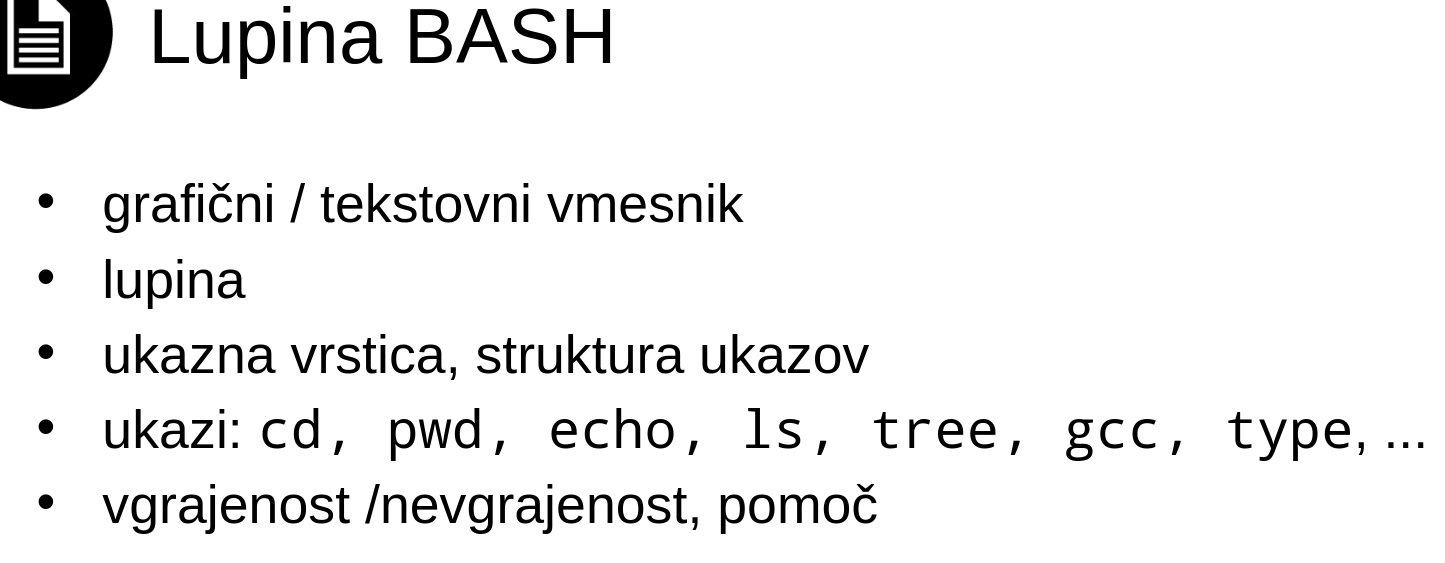 Lupina BASH
• grafični / tekstovni vmesnik
• lupina
• ukazna vrstica, struktura ukazov
• ukazi: cd, pwd, echo, ls, tree, gcc, type, ...
• vgrajenost /nevgrajenost, pomoč